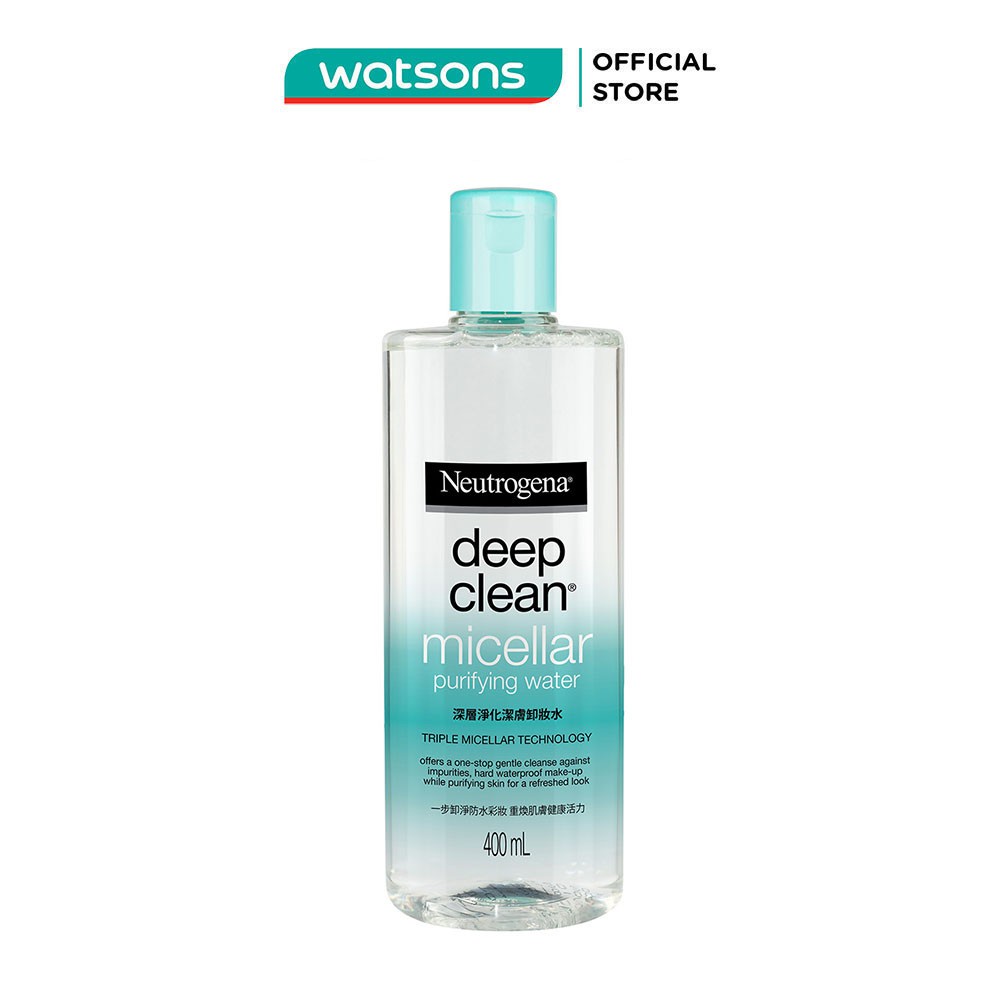 watsons
OFFICIAL
STORE
Neutrogena®
deep
clean®
micellar
purifying water
深層淨化潔膚卸妝水
TRIPLE MICELLAR TECHNOLOGY
offers a one-stop gentle cleanse against
impurities, hard waterproof make-up
while purifying skin for a refreshed look
一步卸淨防水彩妝 重煥肌膚健康活力
400 mL